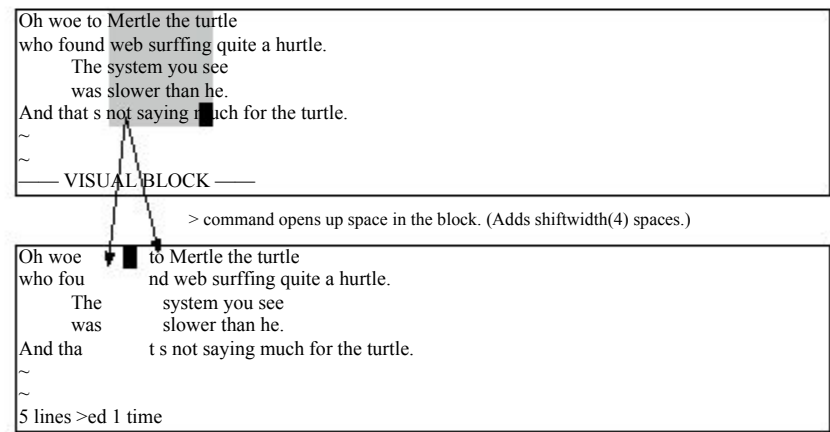 Oh woe to Mertle the turtle
who found web surffing quite a hurtle.
The system you see
was slower than he.
And that s not saying much for the turtle.
~
~
—— VISUAL BLOCK ——
> command opens up space in the block. (Adds shiftwidth(4) spaces.)
Oh woe to Mertle the turtle
who fou nd web surffing quite a hurtle.
The system you see
was slower than he.
And tha t s not saying much for the turtle.
~
~
5 lines >ed 1 time